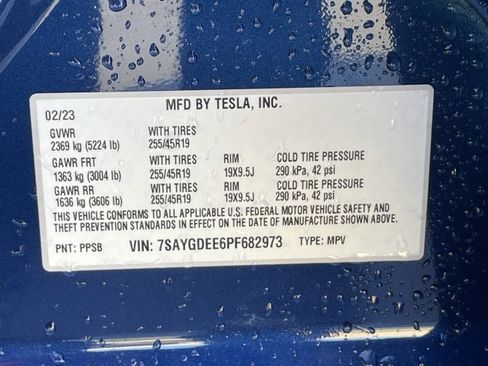 MFD BY TESLA, INC.
02/23
GVWR WITH TIRES
2369 kg (5224 lb) 255/45R19
GAWR FRT WITH TIRES RIM COLD TIRE PRESSURE
1363 kg (3004 lb) 255/45R19 19X9.5J 290 kPa, 42 psi
GAWR RR WITH TIRES RIM COLD TIRE PRESSURE
1636 kg (3606 lb) 255/45R19 19X9.5J 290 kPa, 42 psi
THIS VEHICLE CONFORMS TO ALL APPLICABLE U.S. FEDERAL MOTOR VEHICLE SAFETY AND
THEFT PREVENTION STANDARDS IN EFFECT ON THE DATE OF MANUFACTURE SHOWN ABOVE.
PNT: PPSB VIN: 7SAYGDEE6PF682973 TYPE: MPV